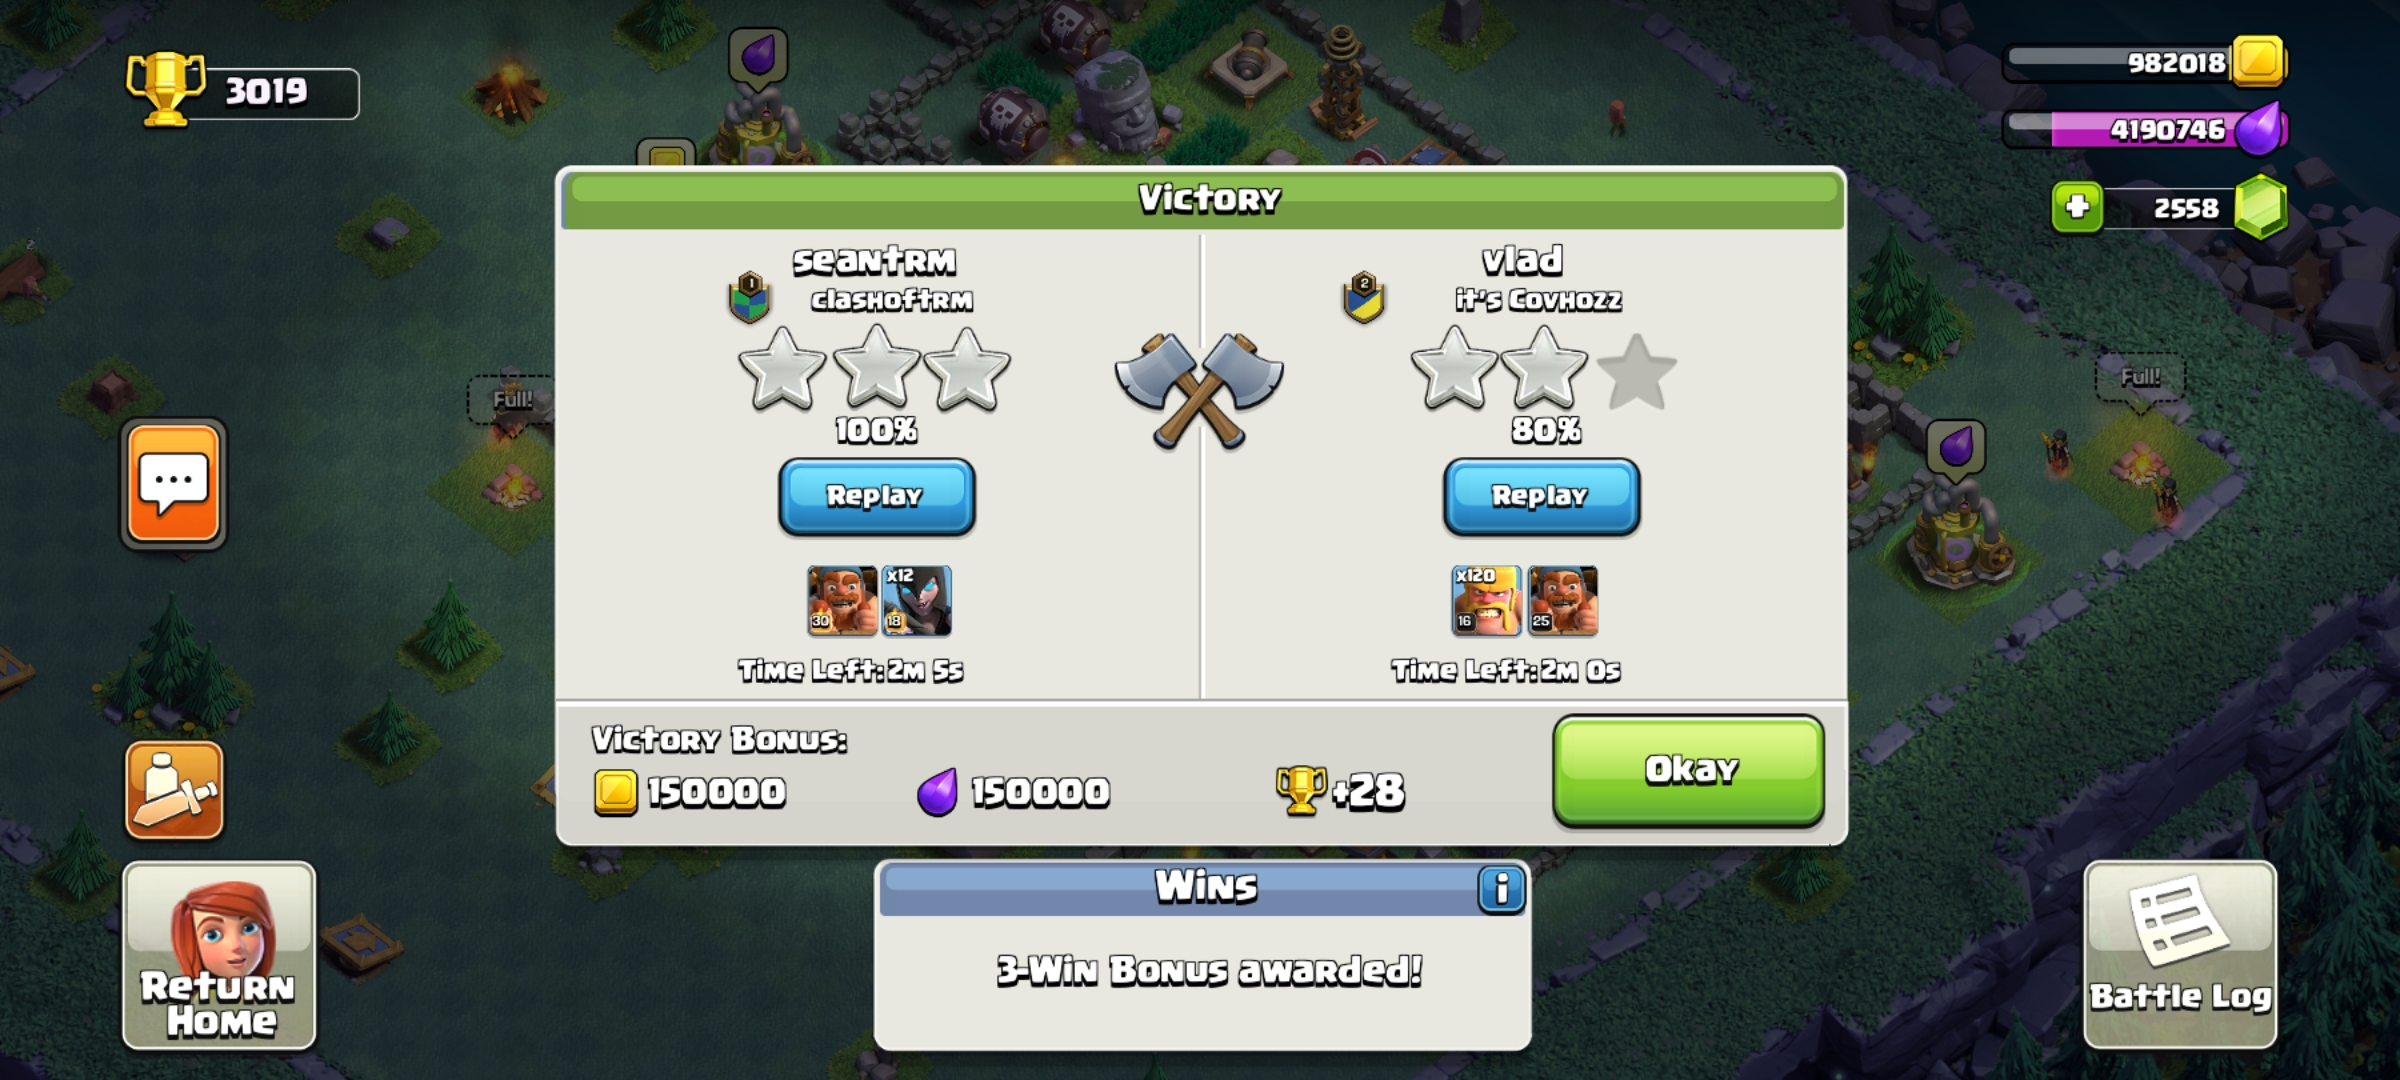 3019
982018
4190746
2558
Victory
seantrm
1
clashoftrm
100%
Replay
30
x12
18
Time Left:2m 5s
vlad
2
it's Covhozz
80%
Replay
x120
16
25
Time Left:2m 0s
Full!
Full!
Victory Bonus:
150000
150000
+28
Okay
Wins
i
3-Win Bonus awarded!
Return
Home
Battle Log